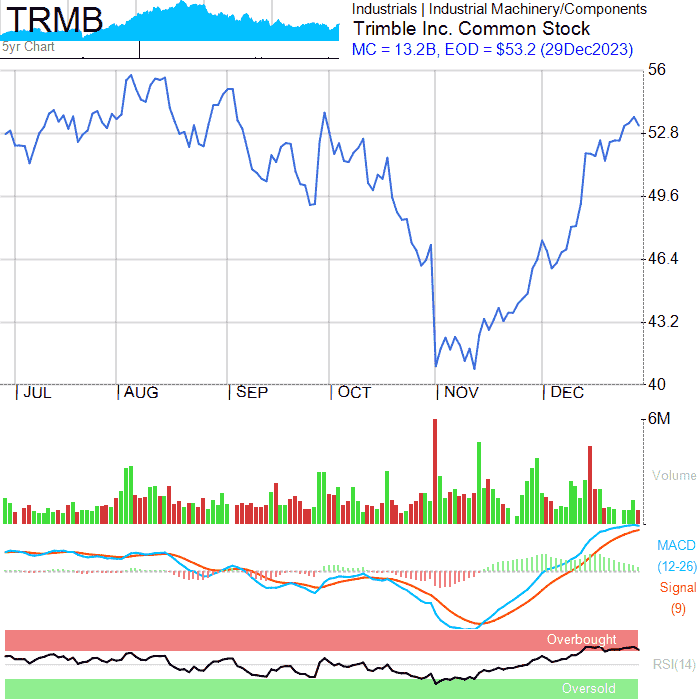 TRMB
5yr Chart
Industrials | Industrial Machinery/Components
Trimble Inc. Common Stock
MC = 13.2B, EOD = $53.2 (29Dec2023)
56
52.8
49.6
46.4
43.2
40
JUL AUG SEP OCT NOV DEC
6M
Volume
MACD
(12-26)
Signal
(9)
Overbought
RSI(14)
Oversold